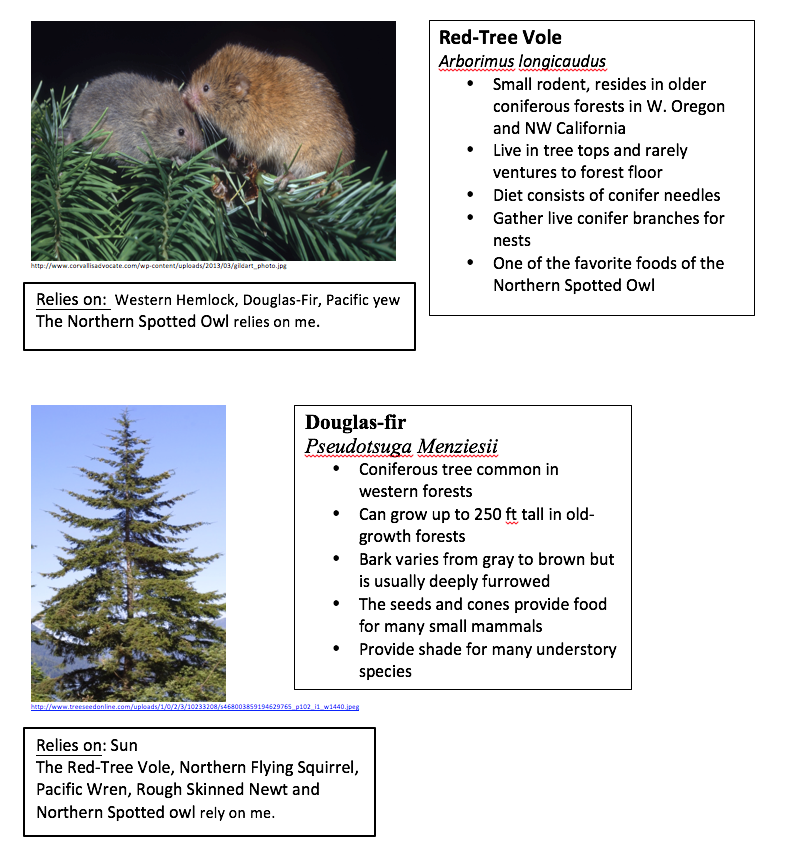 Red-Tree Vole
Arborimus longicaudus
• Small rodent, resides in older
coniferous forests in W. Oregon
and NW California
• Live in tree tops and rarely
ventures to forest floor
• Diet consists of conifer needles
• Gather live conifer branches for
nests
• One of the favorite foods of the
Northern Spotted Owl
http://www.corvallisadvocate.com/wp-content/uploads/2013/03/gildart_photo.jpg
Relies on: Western Hemlock, Douglas-Fir, Pacific yew
The Northern Spotted Owl relies on me.
Douglas-fir
Pseudotsuga Menziesii
• Coniferous tree common in
western forests
• Can grow up to 250 ft tall in old-
growth forests
• Bark varies from gray to brown but
is usually deeply furrowed
• The seeds and cones provide food
for many small mammals
• Provide shade for many understory
species
http://www.treeseedonline.com/uploads/1/0/2/3/10233208/s468003859194629765_p102_i1_w1440.jpeg
Relies on: Sun
The Red-Tree Vole, Northern Flying Squirrel,
Pacific Wren, Rough Skinned Newt and
Northern Spotted owl rely on me.